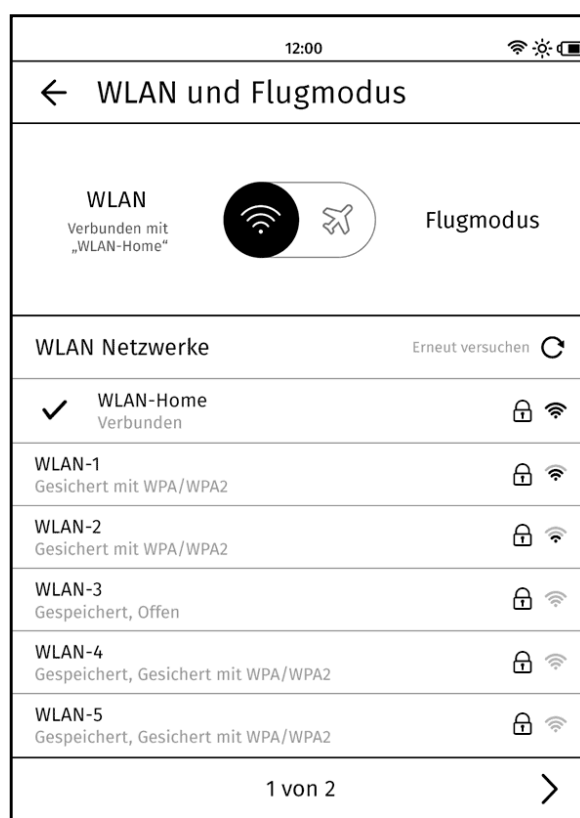 12:00
WLAN und Flugmodus
WLAN
Verbunden mit
„WLAN-Home“
Flugmodus
WLAN Netzwerke
Erneut versuchen
WLAN-Home
Verbunden
WLAN-1
Gesichert mit WPA/WPA2
WLAN-2
Gesichert mit WPA/WPA2
WLAN-3
Gespeichert, Offen
WLAN-4
Gespeichert, Gesichert mit WPA/WPA2
WLAN-5
Gespeichert, Gesichert mit WPA/WPA2
1 von 2